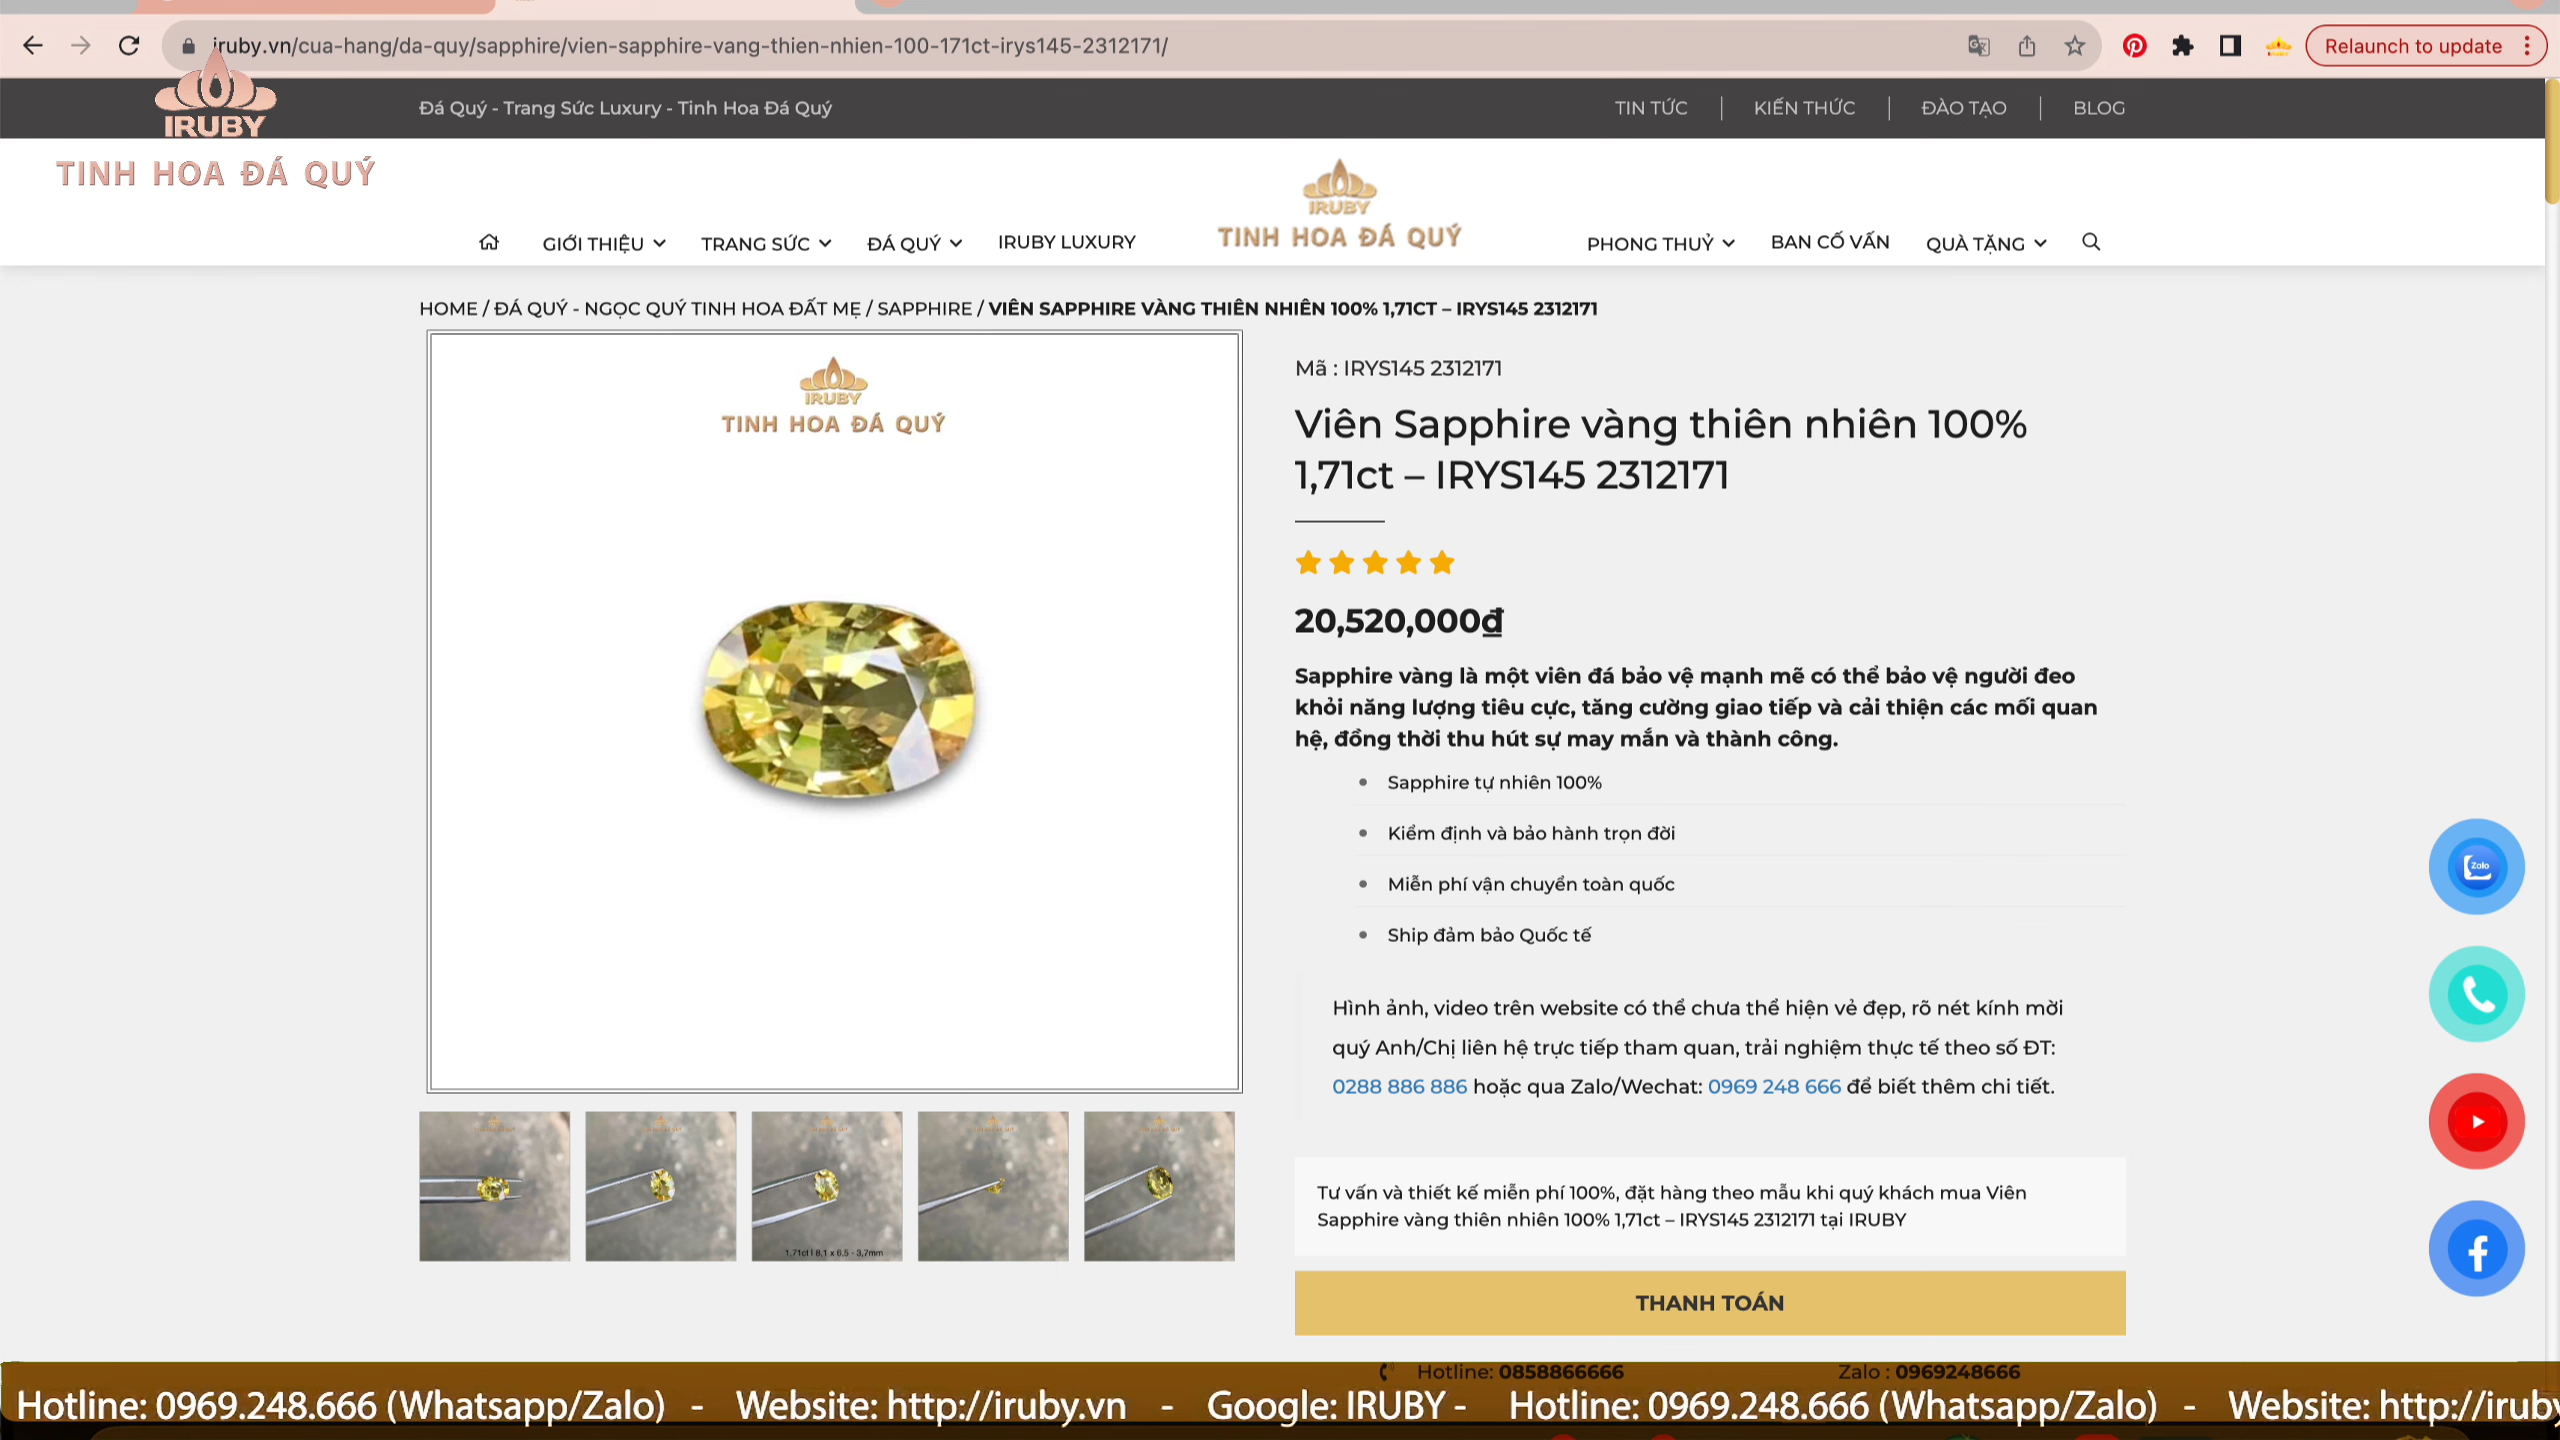 iruby.vn/cua-hang/da-quy/sapphire/vien-sapphire-vang-thien-nhien-100-171ct-irys145-2312171/
Relaunch to update
IRUBY
TINH HOA ĐÁ QUÝ
Đá Quý - Trang Sức Luxury - Tinh Hoa Đá Quý
TIN TỨC
KIẾN THỨC
ĐÀO TẠO
BLOG
GIỚI THIỆU
TRANG SỨC
ĐÁ QUÝ
IRUBY LUXURY
IRUBY
TINH HOA ĐÁ QUÝ
PHONG THUỶ
BAN CỐ VẤN
QUÀ TẶNG
HOME / ĐÁ QUÝ - NGỌC QUÝ TINH HOA ĐẤT MẸ / SAPPHIRE / VIÊN SAPPHIRE VÀNG THIÊN NHIÊN 100% 1,71CT – IRYS145 2312171
IRUBY
TINH HOA ĐÁ QUÝ
Mã : IRYS145 2312171
Viên Sapphire vàng thiên nhiên 100%
1,71ct – IRYS145 2312171
20,520,000₫
Sapphire vàng là một viên đá bảo vệ mạnh mẽ có thể bảo vệ người đeo
khỏi năng lượng tiêu cực, tăng cường giao tiếp và cải thiện các mối quan
hệ, đồng thời thu hút sự may mắn và thành công.
Sapphire tự nhiên 100%
Kiểm định và bảo hành trọn đời
Miễn phí vận chuyển toàn quốc
Ship đảm bảo Quốc tế
Hình ảnh, video trên website có thể chưa thể hiện vẻ đẹp, rõ nét kính mời
quý Anh/Chị liên hệ trực tiếp tham quan, trải nghiệm thực tế theo số ĐT:
0288 886 886 hoặc qua Zalo/Wechat: 0969 248 666 để biết thêm chi tiết.
Zalo
1.71ct | 8,1 x 6.5 - 3,7mm
Tư vấn và thiết kế miễn phí 100%, đặt hàng theo mẫu khi quý khách mua Viên
Sapphire vàng thiên nhiên 100% 1,71ct – IRYS145 2312171 tại IRUBY
THANH TOÁN
Hotline: 0858866666
Zalo : 0969248666
Hotline: 0969.248.666 (Whatsapp/Zalo) - Website: http://iruby.vn - Google: IRUBY - Hotline: 0969.248.666 (Whatsapp/Zalo) - Website: http://iruby